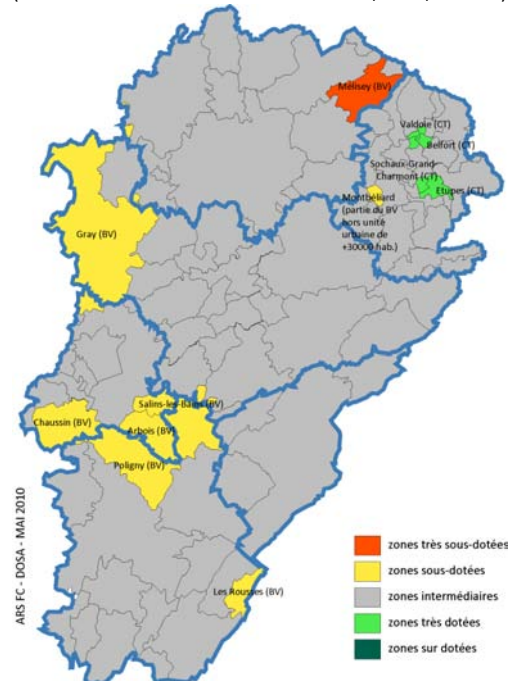 Mélisey (BV)
Valdoie (CT)
Belfort (CT)
Sochaux-Grand-
Charmont (CT)
Etupes (CT)
Montbéliard
(partie du BV
hors unité
urbaine de
+30000 hab.)
Gray (BV)
Salins-les-Bains (BV)
Chaussin (BV)
Arbois (BV)
Poligny (BV)
Les Rousses (BV)
ARS FC - DOSA - MAI 2010
zones très sous-dotées
zones sous-dotées
zones intermédiaires
zones très dotées
zones sur dotées